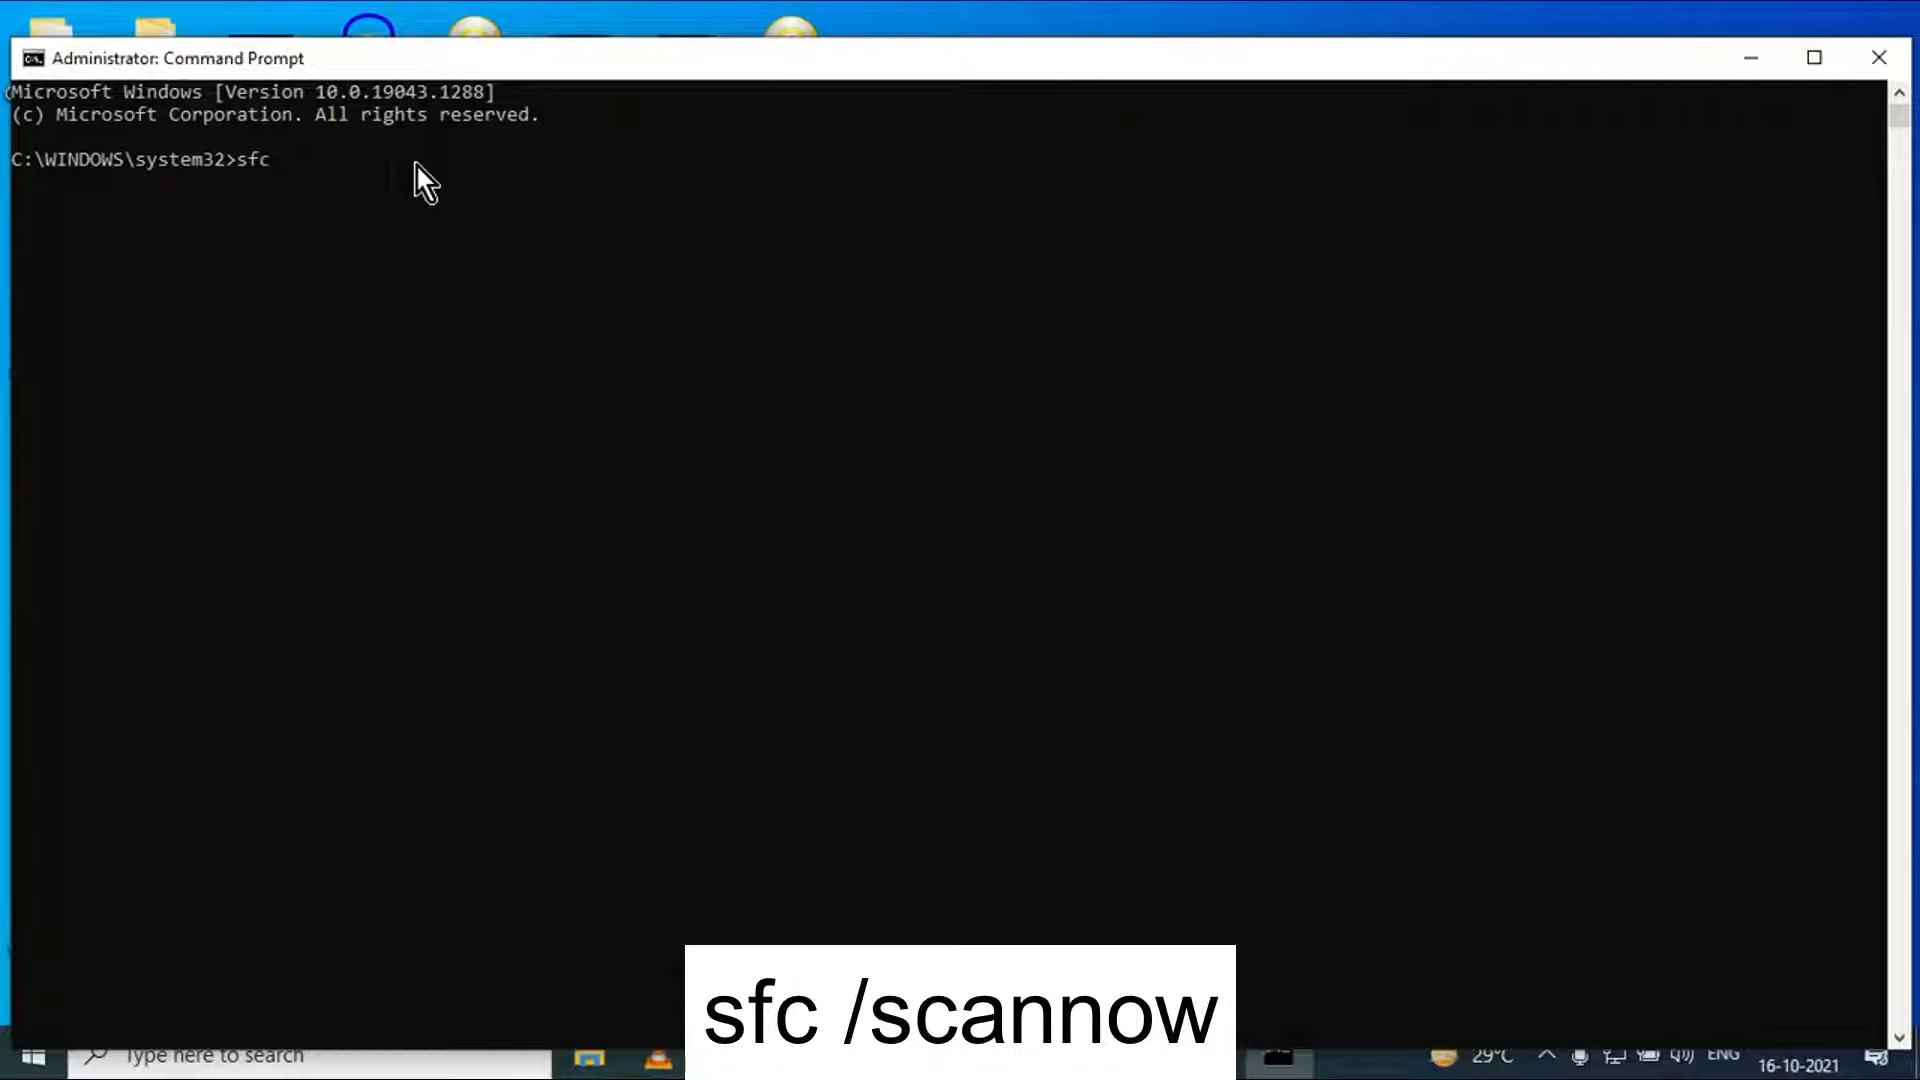 Administrator: Command Prompt
Microsoft Windows [Version 10.0.19043.1288]
(c) Microsoft Corporation. All rights reserved.
C:\WINDOWS\system32>sfc
sfc /scannow
Type here to search
29°C
ENG
16-10-2021